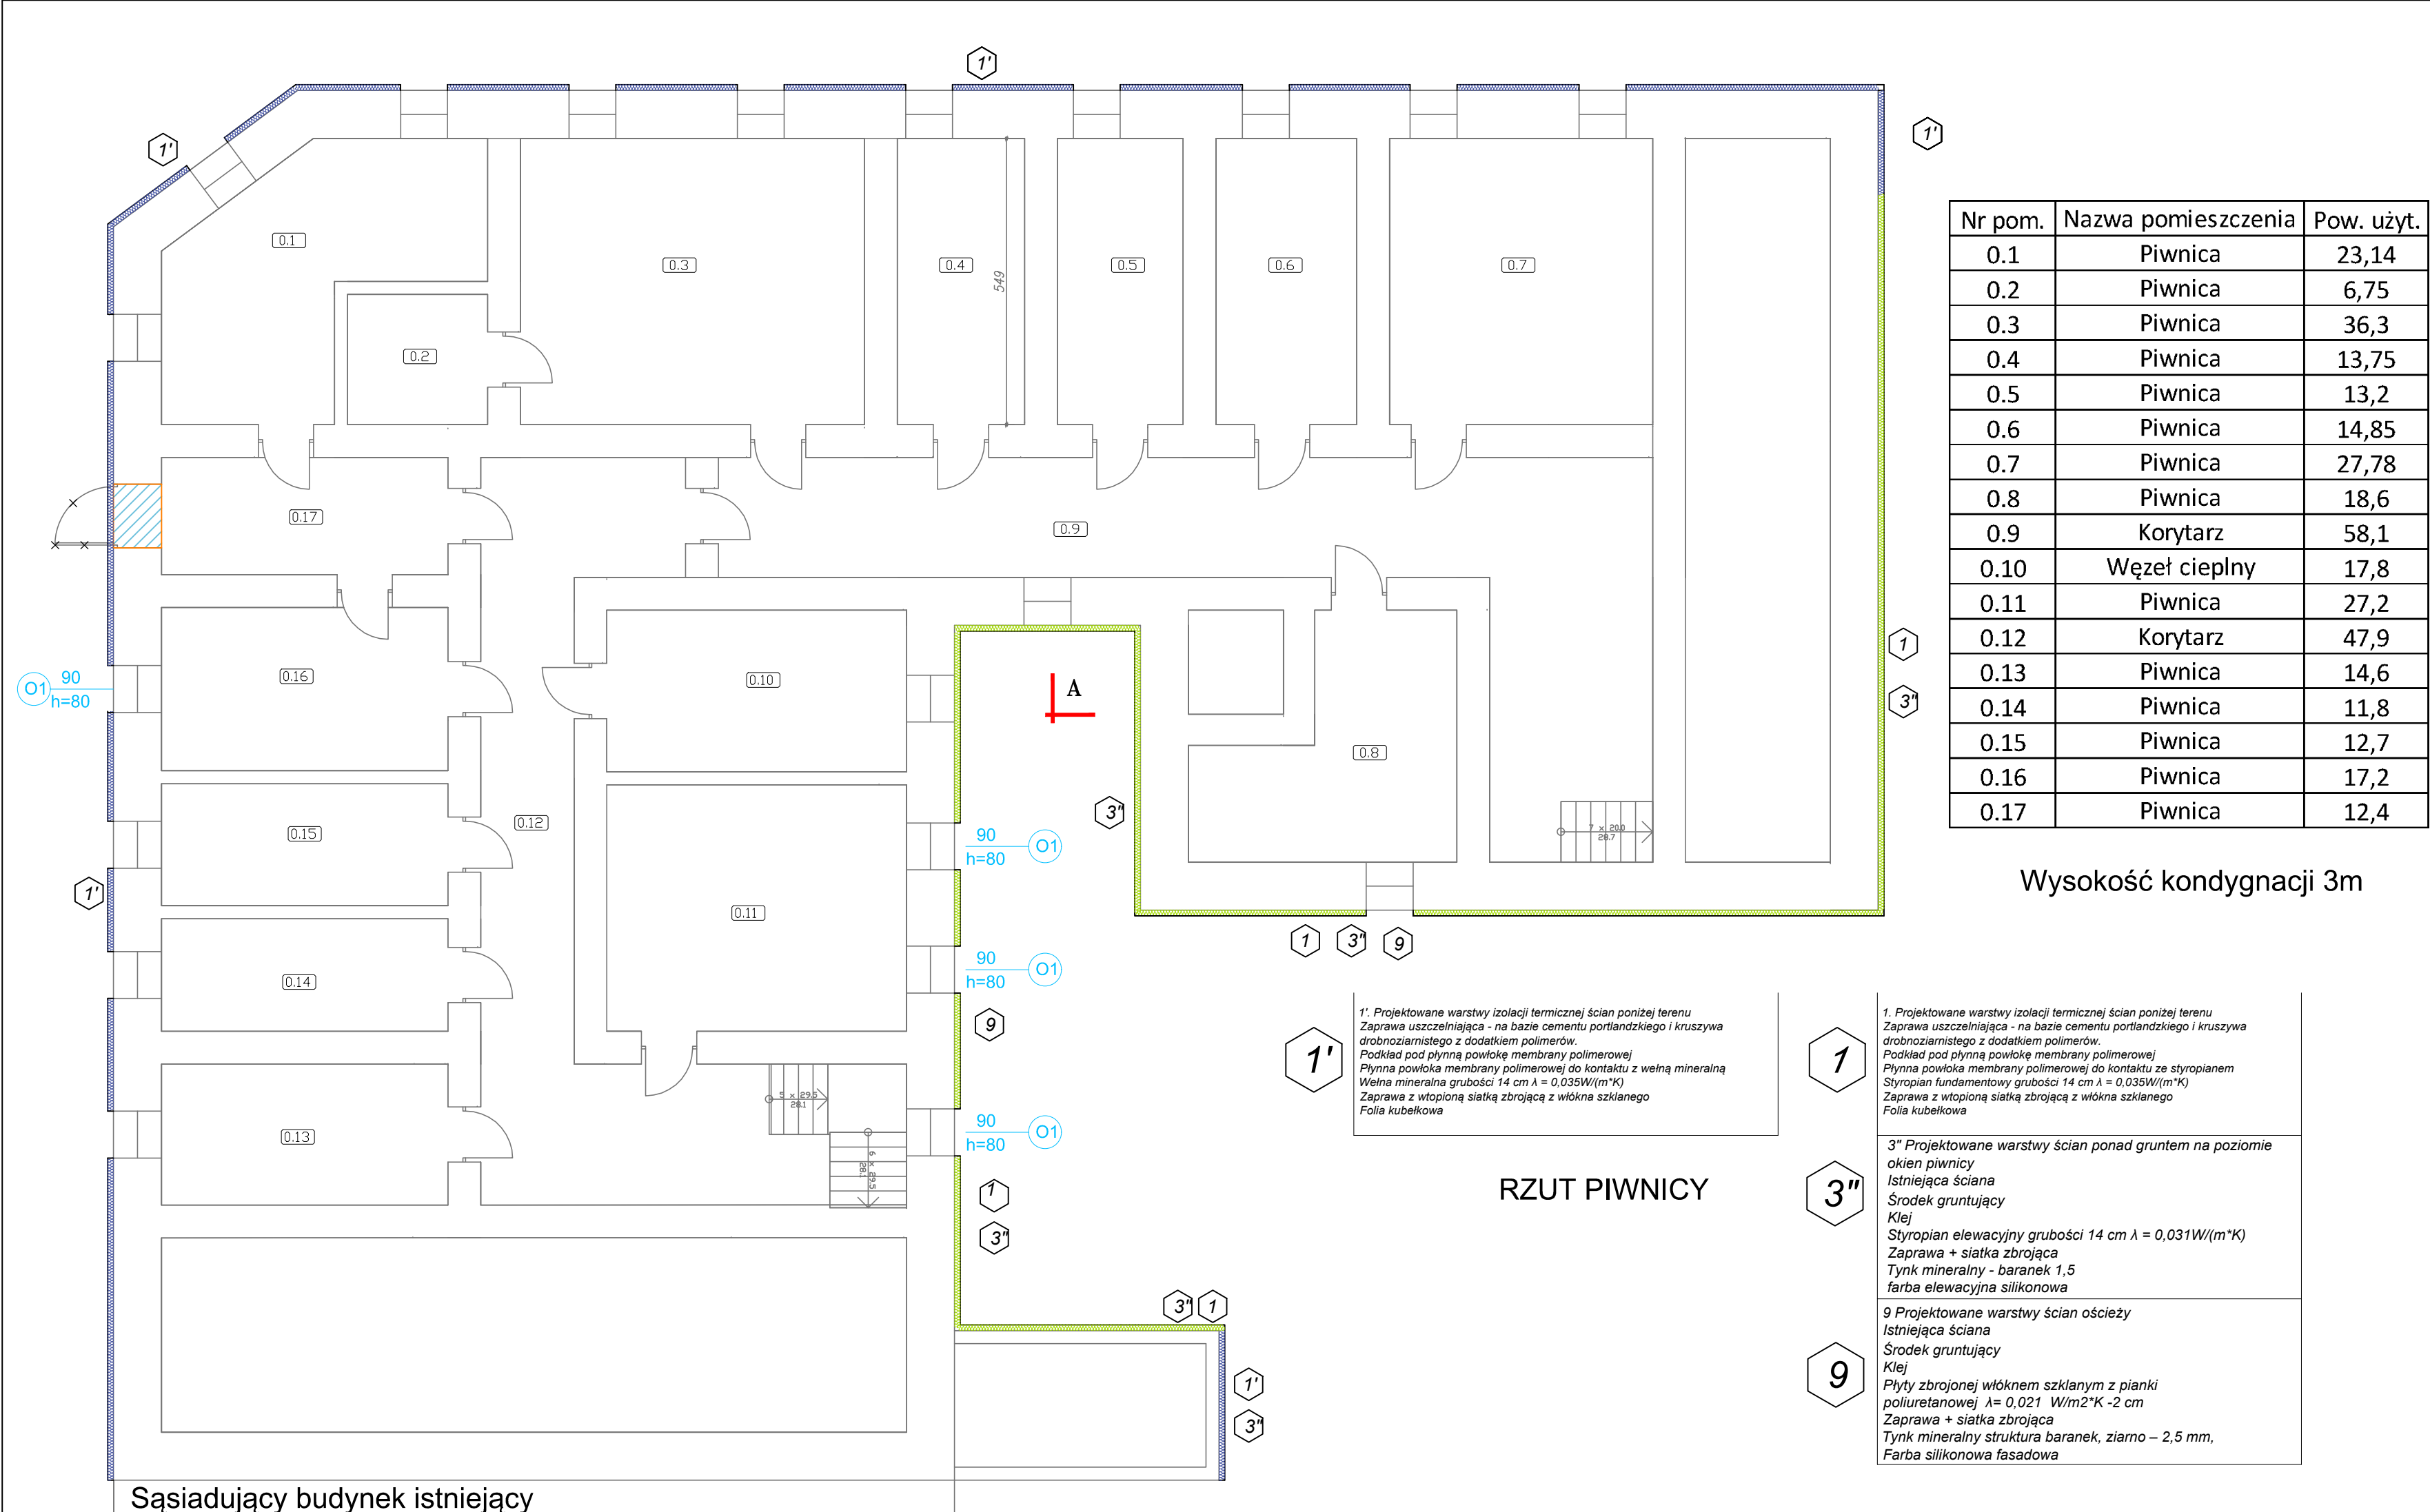 1'
1'
1'
0.1
0.2
0.3
0.4
549
0.5
0.6
0.7
0.17
0.9
O1 90
h=80
0.16
0.10
A
0.8
7 x 20.0
28.7
1
3"
3"
0.15
0.12
90
h=80 O1
1'
0.11
0.14
90
h=80 O1
9
1 3" 9
0.13
5 x 29.5
28.1
6 x 29.5
28.1
90
h=80 O1
1
3"
3" 1
1'
3"
Sąsiadujący budynek istniejący
Nr pom. Nazwa pomieszczenia Pow. użyt.
0.1 Piwnica 23,14
0.2 Piwnica 6,75
0.3 Piwnica 36,3
0.4 Piwnica 13,75
0.5 Piwnica 13,2
0.6 Piwnica 14,85
0.7 Piwnica 27,78
0.8 Piwnica 18,6
0.9 Korytarz 58,1
0.10 Węzeł cieplny 17,8
0.11 Piwnica 27,2
0.12 Korytarz 47,9
0.13 Piwnica 14,6
0.14 Piwnica 11,8
0.15 Piwnica 12,7
0.16 Piwnica 17,2
0.17 Piwnica 12,4
Wysokość kondygnacji 3m
1'
1'. Projektowane warstwy izolacji termicznej ścian poniżej terenu
Zaprawa uszczelniająca - na bazie cementu portlandzkiego i kruszywa
drobnoziarnistego z dodatkiem polimerów.
Podkład pod płynną powłokę membrany polimerowej
Płynna powłoka membrany polimerowej do kontaktu z wełną mineralną
Wełna mineralna grubości 14 cm λ = 0,035W/(m*K)
Zaprawa z wtopioną siatką zbrojącą z włókna szklanego
Folia kubełkowa
RZUT PIWNICY
1
1. Projektowane warstwy izolacji termicznej ścian poniżej terenu
Zaprawa uszczelniająca - na bazie cementu portlandzkiego i kruszywa
drobnoziarnistego z dodatkiem polimerów.
Podkład pod płynną powłokę membrany polimerowej
Płynna powłoka membrany polimerowej do kontaktu ze styropianem
Styropian fundamentowy grubości 14 cm λ = 0,035W/(m*K)
Zaprawa z wtopioną siatką zbrojącą z włókna szklanego
Folia kubełkowa
3"
3" Projektowane warstwy ścian ponad gruntem na poziomie
okien piwnicy
Istniejąca ściana
Środek gruntujący
Klej
Styropian elewacyjny grubości 14 cm λ = 0,031W/(m*K)
Zaprawa + siatka zbrojąca
Tynk mineralny - baranek 1,5
farba elewacyjna silikonowa
9
9 Projektowane warstwy ścian ościeży
Istniejąca ściana
Środek gruntujący
Klej
Płyty zbrojonej włóknem szklanym z pianki
poliuretanowej λ= 0,021 W/m2*K -2 cm
Zaprawa + siatka zbrojąca
Tynk mineralny struktura baranek, ziarno – 2,5 mm,
Farba silikonowa fasadowa